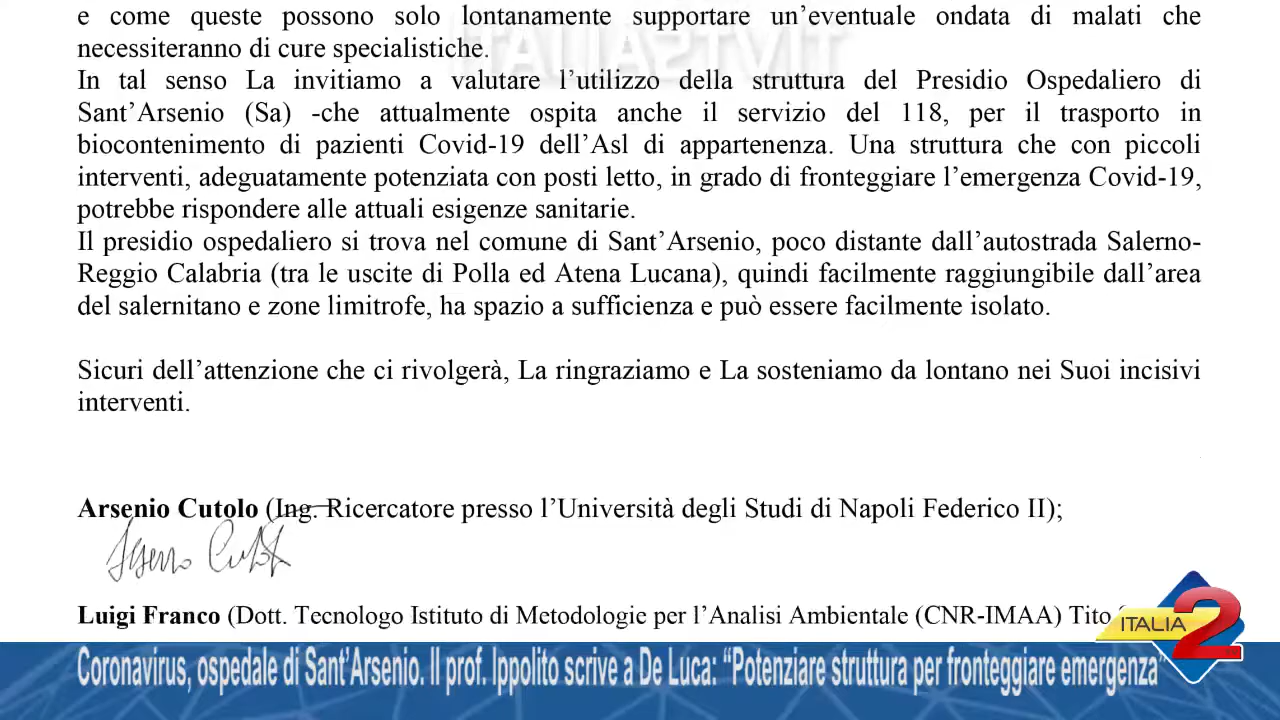 e come queste possono solo lontanamente supportare un’eventuale ondata di malati che
necessiteranno di cure specialistiche.
ITALIA2TV.IT
In tal senso La invitiamo a valutare l’utilizzo della struttura del Presidio Ospedaliero di
Sant’Arsenio (Sa) -che attualmente ospita anche il servizio del 118, per il trasporto in
biocontenimento di pazienti Covid-19 dell’Asl di appartenenza. Una struttura che con piccoli
interventi, adeguatamente potenziata con posti letto, in grado di fronteggiare l’emergenza Covid-19,
potrebbe rispondere alle attuali esigenze sanitarie.
Il presidio ospedaliero si trova nel comune di Sant’Arsenio, poco distante dall’autostrada Salerno-
Reggio Calabria (tra le uscite di Polla ed Atena Lucana), quindi facilmente raggiungibile dall’area
del salernitano e zone limitrofe, ha spazio a sufficienza e può essere facilmente isolato.
Sicuri dell’attenzione che ci rivolgerà, La ringraziamo e La sosteniamo da lontano nei Suoi incisivi
interventi.
Arsenio Cutolo (Ing. Ricercatore presso l’Università degli Studi di Napoli Federico II);
Arsenio Cutolo
Luigi Franco (Dott. Tecnologo Istituto di Metodologie per l’Analisi Ambientale (CNR-IMAA) Tito
ITALIA 2
Coronavirus, ospedale di Sant’Arsenio. Il prof. Ippolito scrive a De Luca: “Potenziare struttura per fronteggiare emergenza”